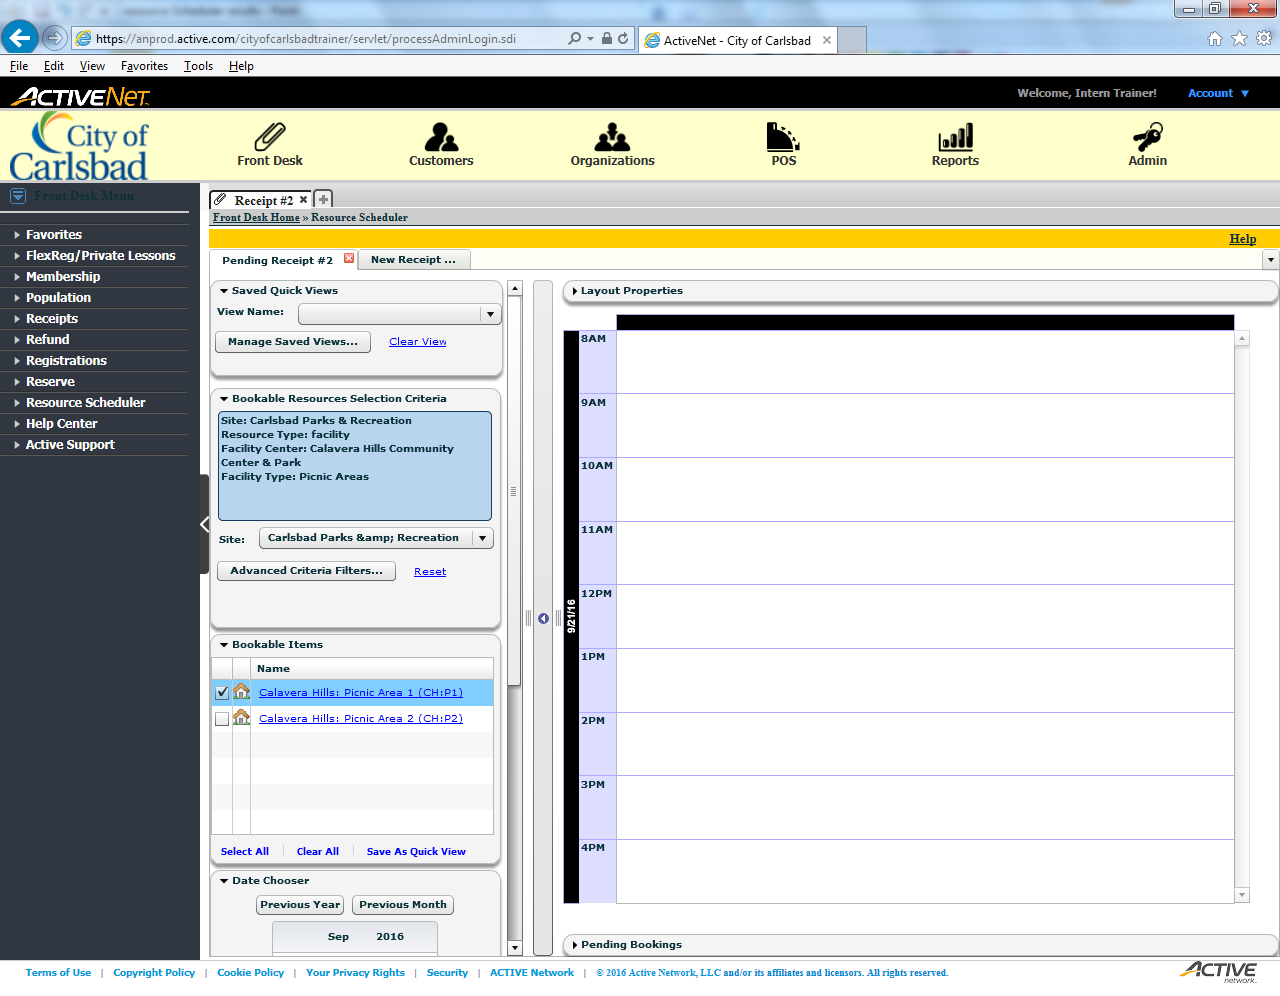 https://anprod.active.com/cityofcarlsbadtrainer/servlet/processAdminLogin.sdi
ActiveNet - City of Carlsbad
File Edit View Favorites Tools Help
ACTIVENET
Welcome, Intern Trainer!
Account
City of
Carlsbad
Front Desk
Customers
Organizations
POS
Reports
Admin
Front Desk Menu
Favorites
FlexReg/Private Lessons
Membership
Population
Receipts
Refund
Registrations
Reserve
Resource Scheduler
Help Center
Active Support
Receipt #2
Front Desk Home » Resource Scheduler
Help
Pending Receipt #2
New Receipt ...
Saved Quick Views
View Name:
Manage Saved Views...
Clear View
Bookable Resources Selection Criteria
Site: Carlsbad Parks & Recreation
Resource Type: facility
Facility Center: Calavera Hills Community
Center & Park
Facility Type: Picnic Areas
Site: Carlsbad Parks &amp; Recreation
Advanced Criteria Filters...
Reset
Bookable Items
Name
Calavera Hills: Picnic Area 1 (CH:P1)
Calavera Hills: Picnic Area 2 (CH:P2)
Select All
Clear All
Save As Quick View
Date Chooser
Previous Year
Previous Month
Sep 2016
Layout Properties
9/21/16
8AM
9AM
10AM
11AM
12PM
1PM
2PM
3PM
4PM
Pending Bookings
Terms of Use | Copyright Policy | Cookie Policy | Your Privacy Rights | Security | ACTIVE Network | © 2016 Active Network, LLC and/or its affiliates and licensors. All rights reserved.
ACTIVE
network